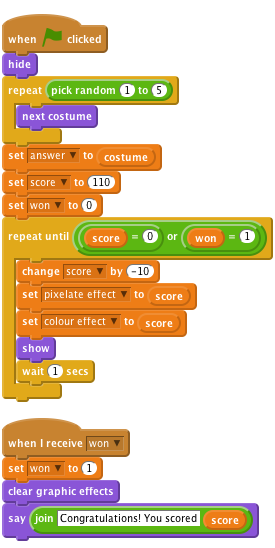 when clicked
hide
repeat pick random 1 to 5
next costume
set answer to costume
set score to 110
set won to 0
repeat until score = 0 or won = 1
change score by -10
set pixelate effect to score
set colour effect to score
show
wait 1 secs
when I receive won
set won to 1
clear graphic effects
say join Congratulations! You scored score